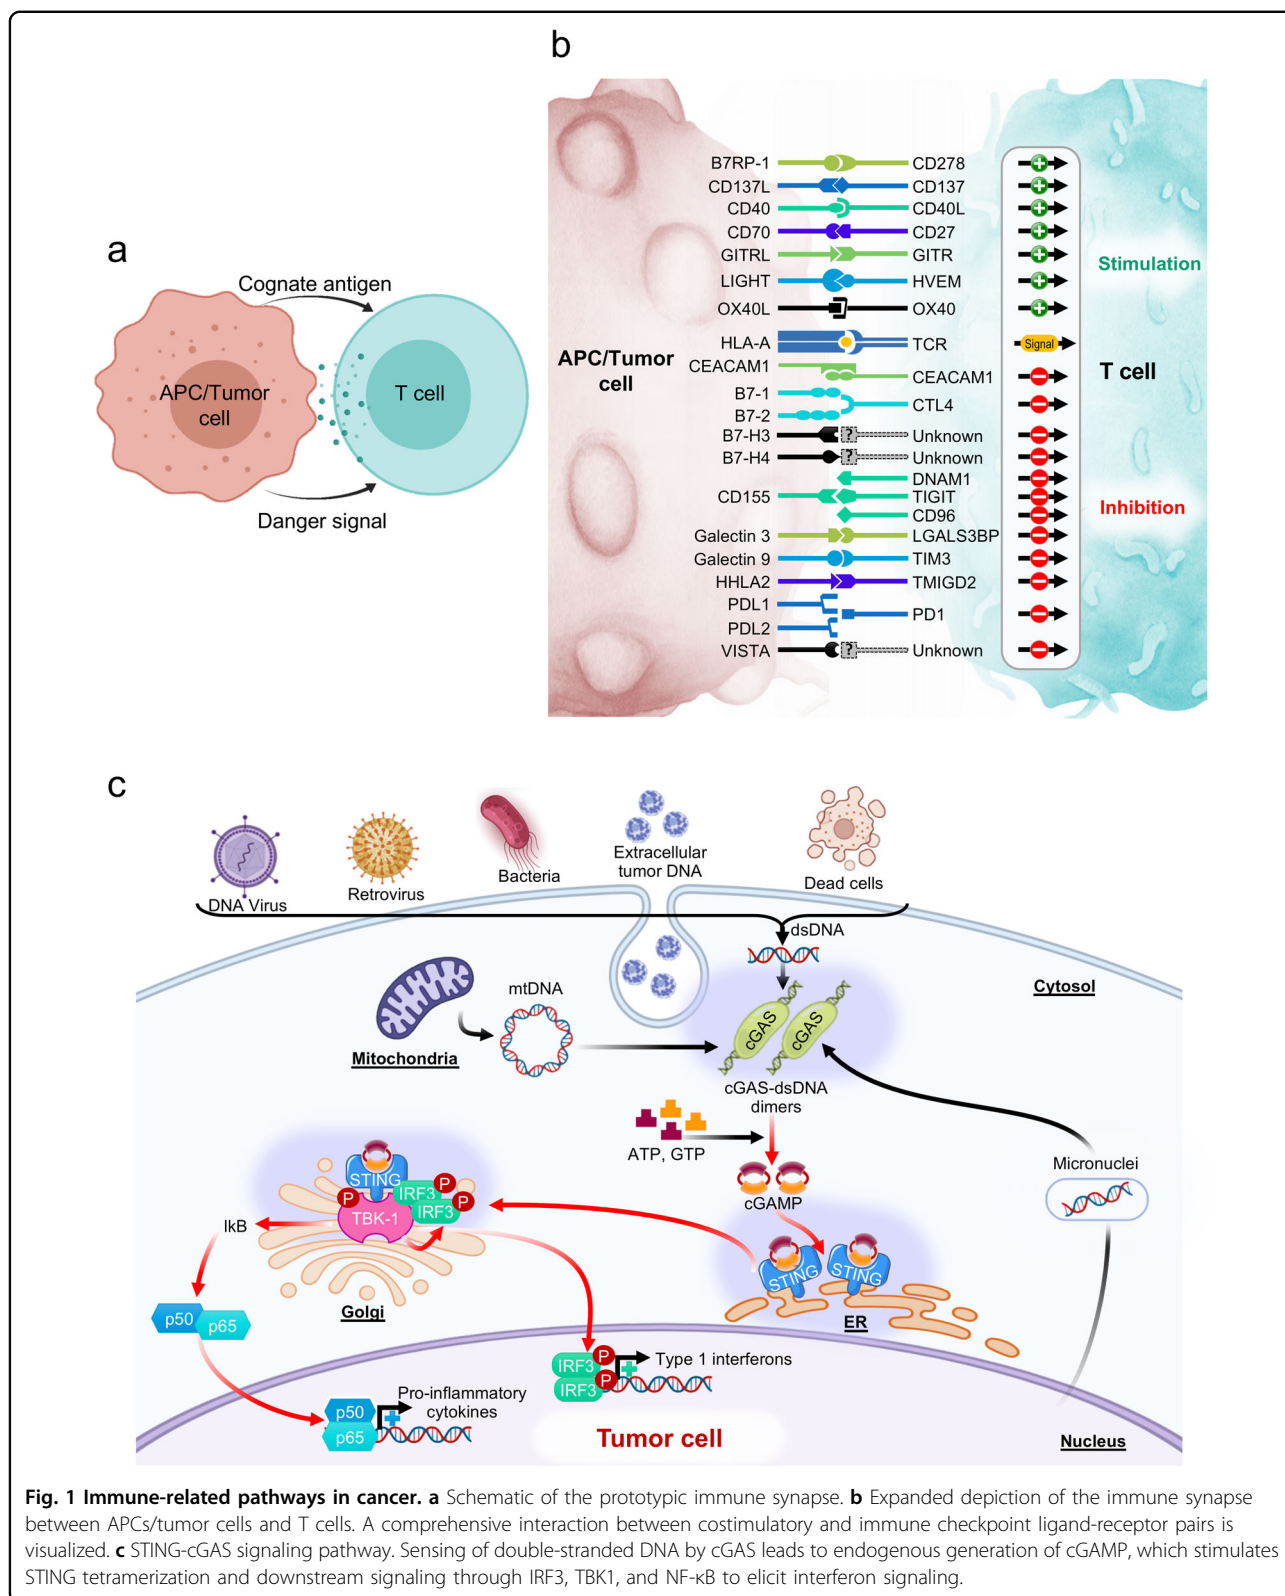 a
Cognate antigen
APC/Tumor
cell
T cell
Danger signal
b
B7RP-1 CD278
CD137L CD137
CD40 CD40L
CD70 CD27
GITRL GITR
LIGHT HVEM
OX40L OX40
HLA-A TCR Signal
CEACAM1 CEACAM1
B7-1
B7-2 CTL4
B7-H3 ? Unknown
B7-H4 ? Unknown
DNAM1
CD155 TIGIT
CD96
Galectin 3 LGALS3BP
Galectin 9 TIM3
HHLA2 TMIGD2
PDL1
PDL2 PD1
VISTA ? Unknown
APC/Tumor
cell
Stimulation
T cell
Inhibition
c
DNA Virus
Retrovirus
Bacteria
Extracellular
tumor DNA
Dead cells
dsDNA
Cytosol
mtDNA
Mitochondria
cGAS
cGAS
cGAS-dsDNA
dimers
ATP, GTP
cGAMP
Micronuclei
STING
P
IRF3
P
IRF3
P
TBK-1
IkB
Golgi
STING
STING
ER
p50
p65
IRF3
P
IRF3
P
Type 1 interferons
p50
p65
Pro-inflammatory
cytokines
Tumor cell
Nucleus
Fig. 1 Immune-related pathways in cancer. a Schematic of the prototypic immune synapse. b Expanded depiction of the immune synapse
between APCs/tumor cells and T cells. A comprehensive interaction between costimulatory and immune checkpoint ligand-receptor pairs is
visualized. c STING-cGAS signaling pathway. Sensing of double-stranded DNA by cGAS leads to endogenous generation of cGAMP, which stimulates
STING tetramerization and downstream signaling through IRF3, TBK1, and NF-κB to elicit interferon signaling.